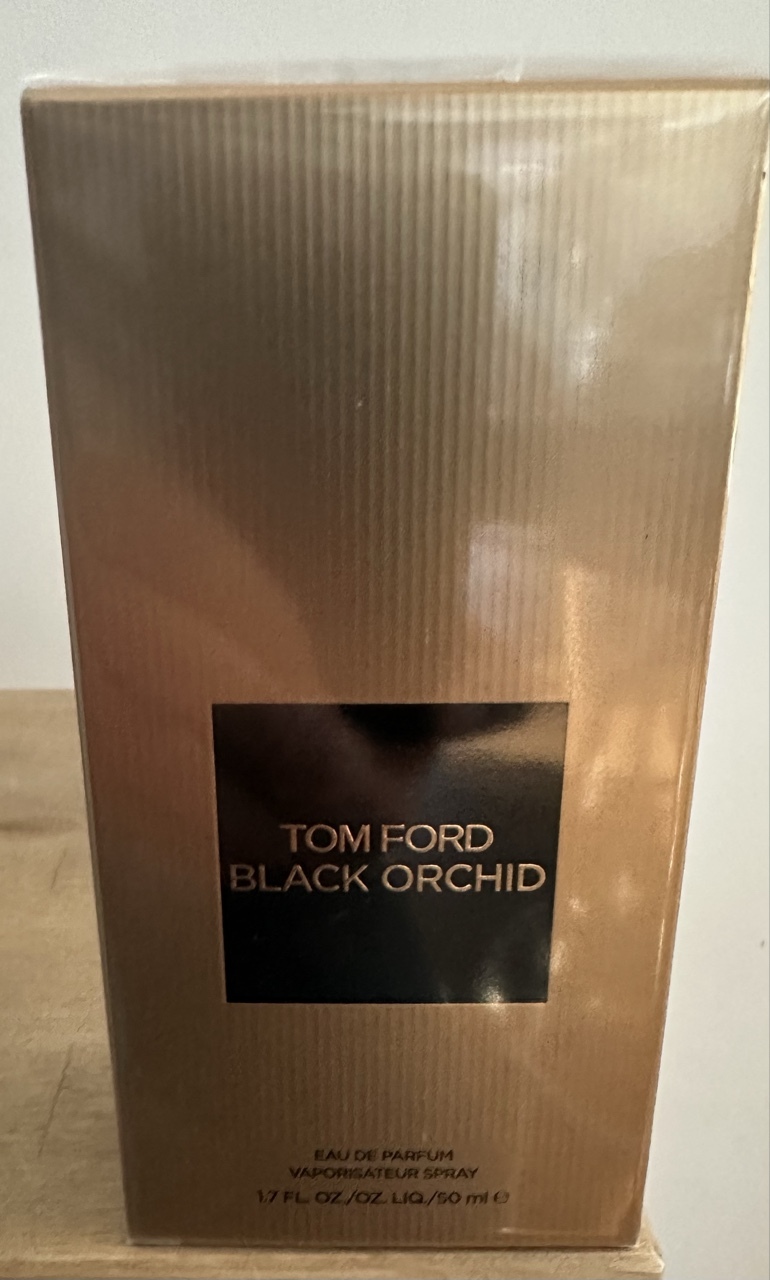 TOM FORD
BLACK ORCHID
EAU DE PARFUM
VAPORISATEUR SPRAY
1.7 FL. OZ./OZ. LIQ./50 ml ℮